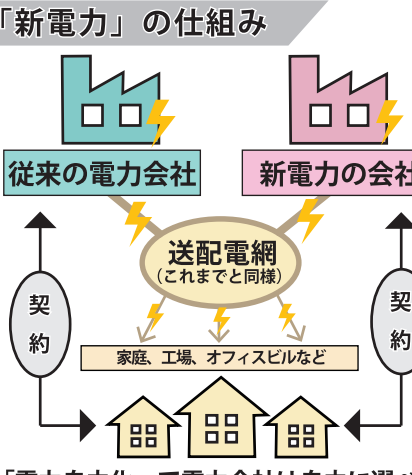 「新電力」の仕組み
従来の電力会社
新電力の会社
送配電網
(これまでと同様)
契約
契約
家庭、工場、オフィスビルなど